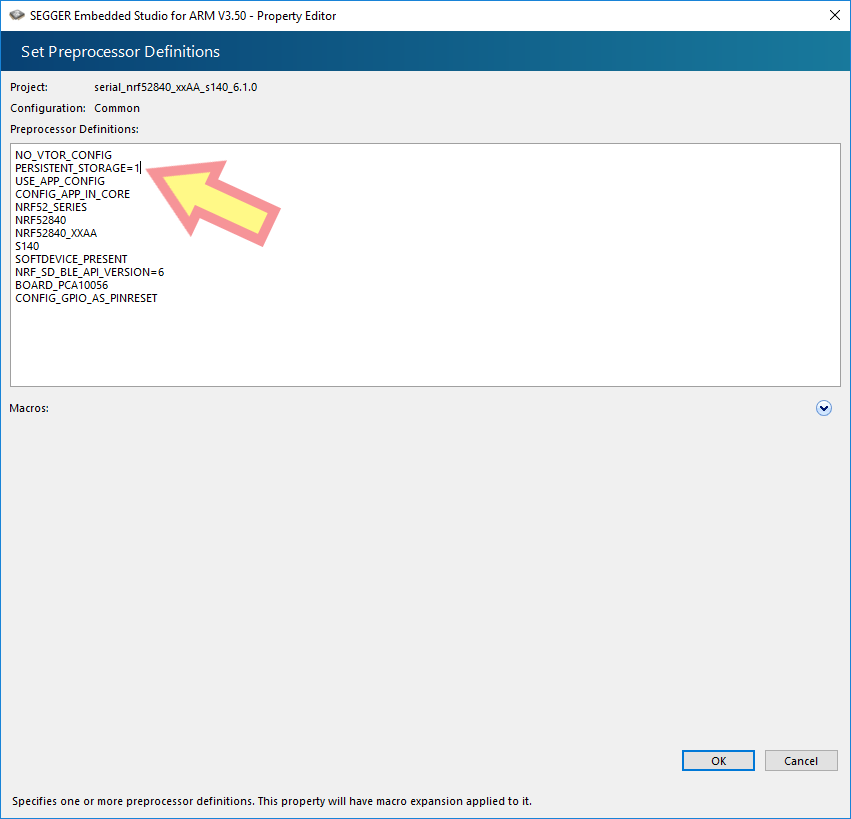 SEGGER Embedded Studio for ARM V3.50 - Property Editor
Set Preprocessor Definitions
Project: serial_nrf52840_xxAA_s140_6.1.0
Configuration: Common
Preprocessor Definitions:
NO_VTOR_CONFIG
PERSISTENT_STORAGE=1
USE_APP_CONFIG
CONFIG_APP_IN_CORE
NRF52_SERIES
NRF52840
NRF52840_XXAA
S140
SOFTDEVICE_PRESENT
NRF_SD_BLE_API_VERSION=6
BOARD_PCA10056
CONFIG_GPIO_AS_PINRESET
Macros:
OK Cancel
Specifies one or more preprocessor definitions. This property will have macro expansion applied to it.